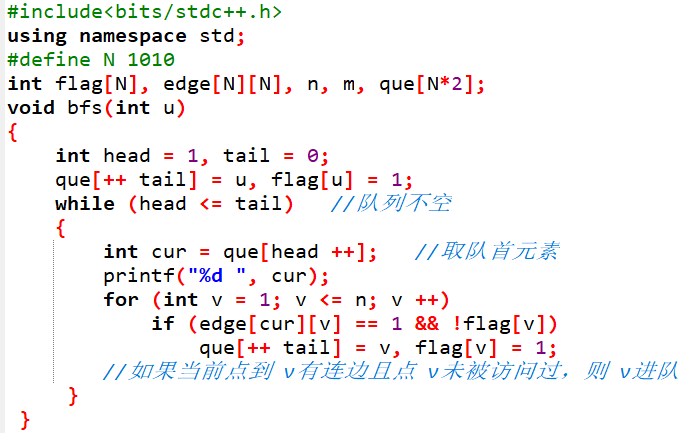 #include<bits/stdc++.h>
using namespace std;
#define N 1010
int flag[N], edge[N][N], n, m, que[N*2];
void bfs(int u)
{
    int head = 1, tail = 0;
    que[++ tail] = u, flag[u] = 1;
    while (head <= tail)   //队列不空
    {
        int cur = que[head ++];   //取队首元素
        printf("%d ", cur);
        for (int v = 1; v <= n; v ++)
            if (edge[cur][v] == 1 && !flag[v])
                que[++ tail] = v, flag[v] = 1;
        //如果当前点到 v有连边且点 v未被访问过，则 v进队
    }
}